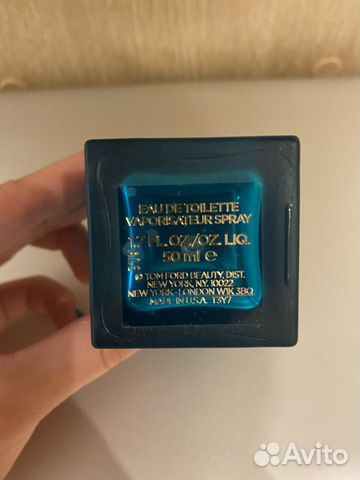 EAU DE TOILETTE
VAPORISATEUR SPRAY
1.7 FL.OZ./OZ. LIQ.
50 ml ℮
© TOM FORD BEAUTY, DIST.
NEW YORK, N.Y. 10022
NEW YORK · LONDON W1K 3BQ
MADE IN U.S.A. T3Y7
Avito